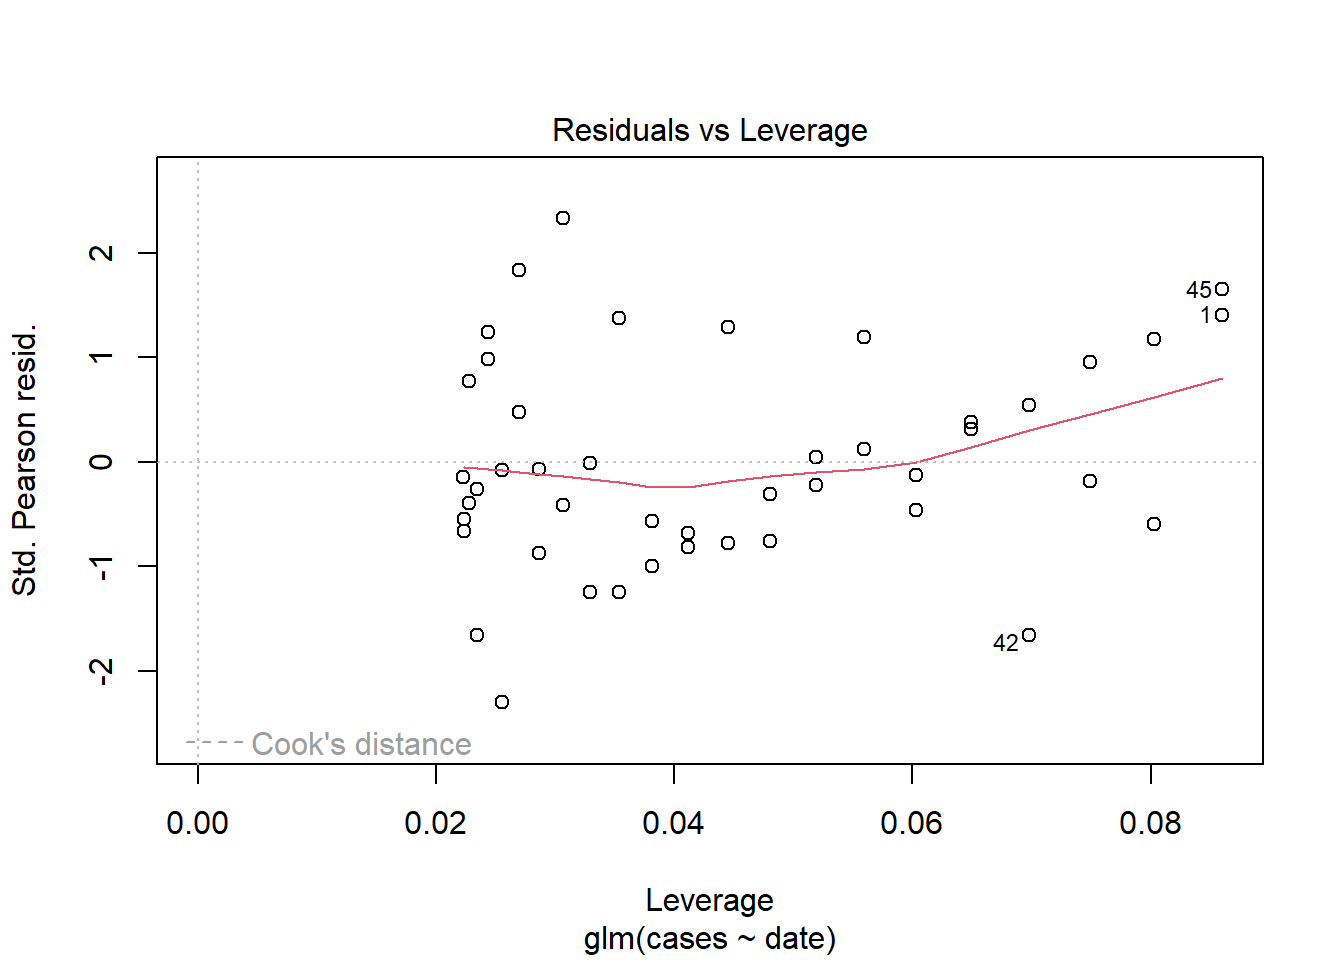 Residuals vs Leverage
Std. Pearson resid.
2
1
0
-1
-2
45
1
42
Cook's distance
0.00 0.02 0.04 0.06 0.08
Leverage
glm(cases ~ date)